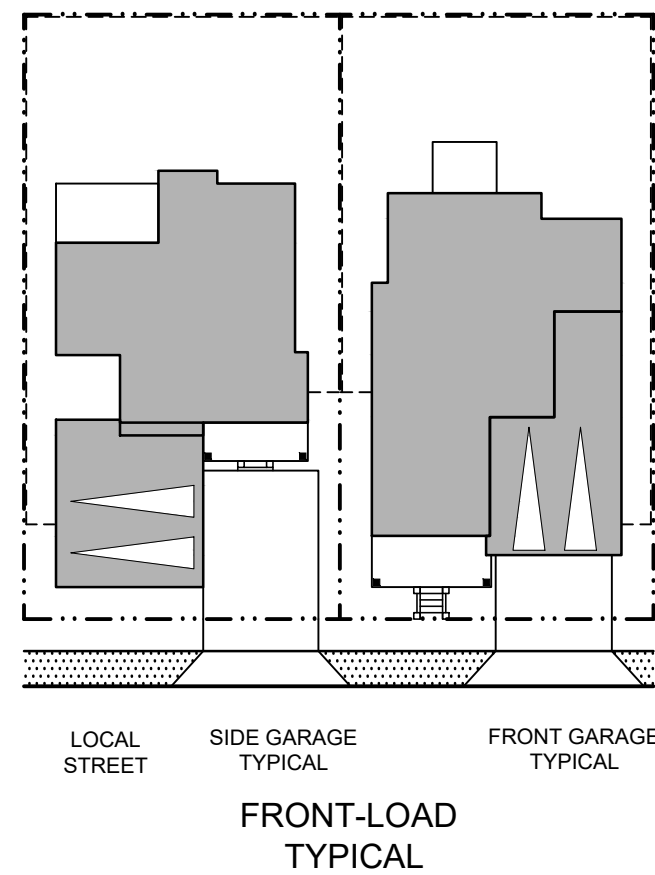 LOCAL
STREET
SIDE GARAGE
TYPICAL
FRONT GARAGE
TYPICAL
FRONT-LOAD
TYPICAL